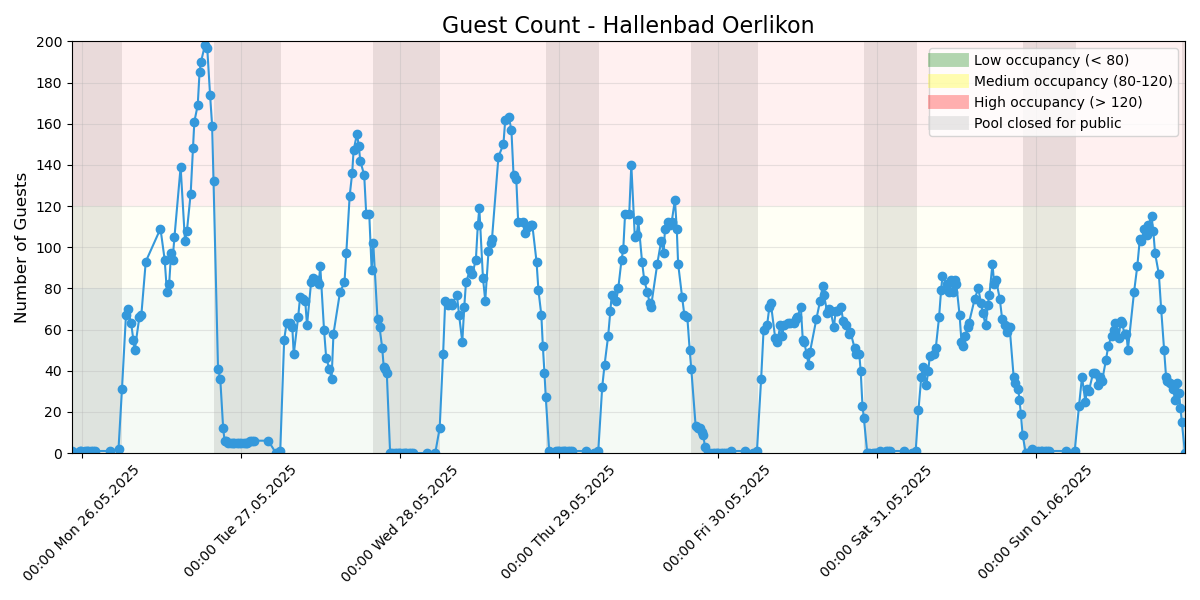 Guest Count - Hallenbad Oerlikon
Number of Guests
200
180
160
140
120
100
80
60
40
20
0
Low occupancy (< 80)
Medium occupancy (80-120)
High occupancy (> 120)
Pool closed for public
00:00 Mon 26.05.2025
00:00 Tue 27.05.2025
00:00 Wed 28.05.2025
00:00 Thu 29.05.2025
00:00 Fri 30.05.2025
00:00 Sat 31.05.2025
00:00 Sun 01.06.2025